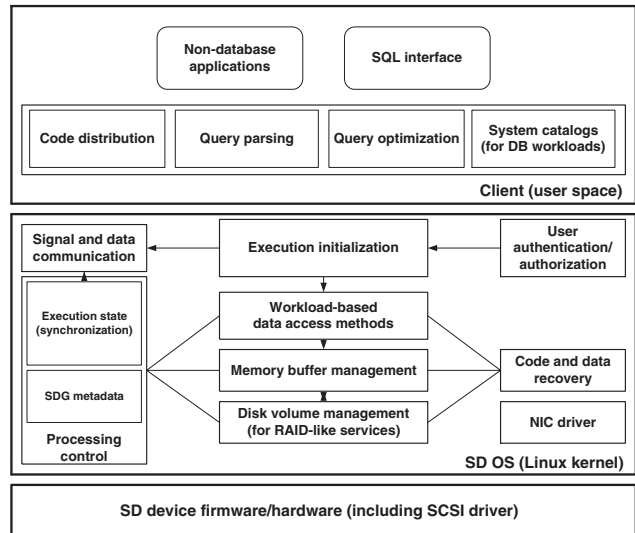 Non-database
applications
SQL interface
Code distribution
Query parsing
Query optimization
System catalogs
(for DB workloads)
Client (user space)
Signal and data
communication
Execution initialization
User
authentication/
authorization
Execution state
(synchronization)
Workload-based
data access methods
Memory buffer management
Code and data
recovery
SDG metadata
Disk volume management
(for RAID-like services)
NIC driver
Processing
control
SD OS (Linux kernel)
SD device firmware/hardware (including SCSI driver)